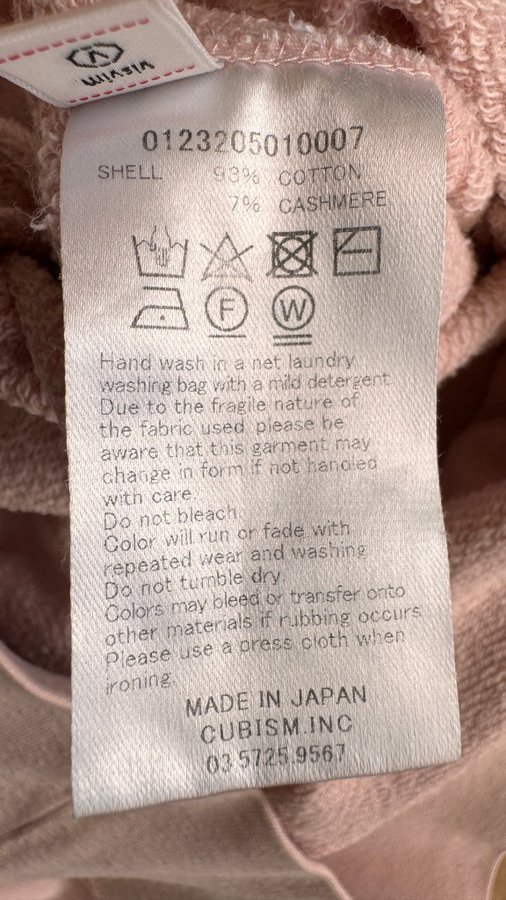 visvim
0123205010007
SHELL 93% COTTON
7% CASHMERE
F W
Hand wash in a net laundry
washing bag with a mild detergent.
Due to the fragile nature of
the fabric used, please be
aware that this garment may
change in form if not handled
with care.
Do not bleach.
Color will run or fade with
repeated wear and washing.
Do not tumble dry.
Colors may bleed or transfer onto
other materials if rubbing occurs.
Please use a press cloth when
ironing.
MADE IN JAPAN
CUBISM.INC
03.5725.9567